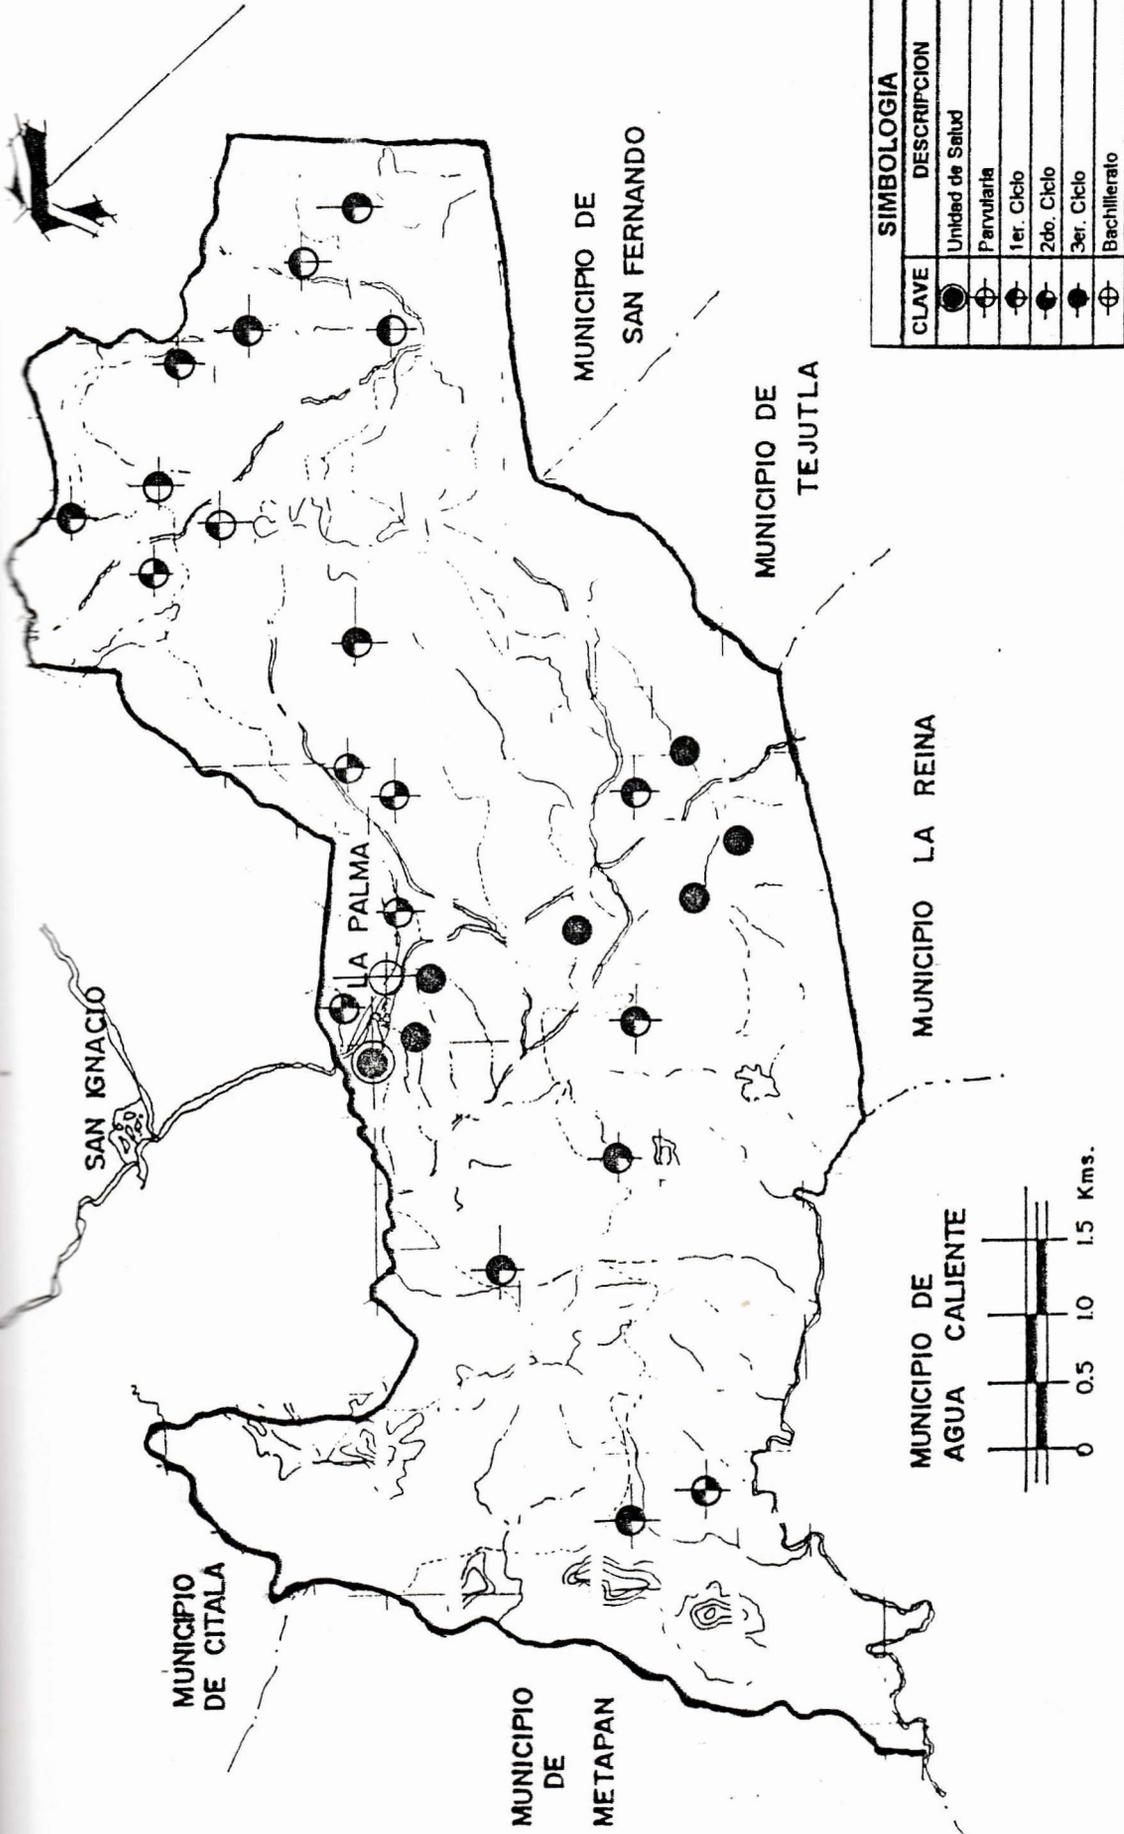 SAN IGNACIO
LA PALMA
MUNICIPIO
DE CITALA
MUNICIPIO
DE
METAPAN
MUNICIPIO DE
SAN FERNANDO
MUNICIPIO DE
TEJUTLA
MUNICIPIO LA REINA
MUNICIPIO DE
AGUA CALIENTE
0 0.5 1.0 1.5 Kms.
SIMBOLOGIA
CLAVE DESCRIPCION
Unidad de Salud
Parvularia
1er. Ciclo
2do. Ciclo
3er. Ciclo
Bachillerato